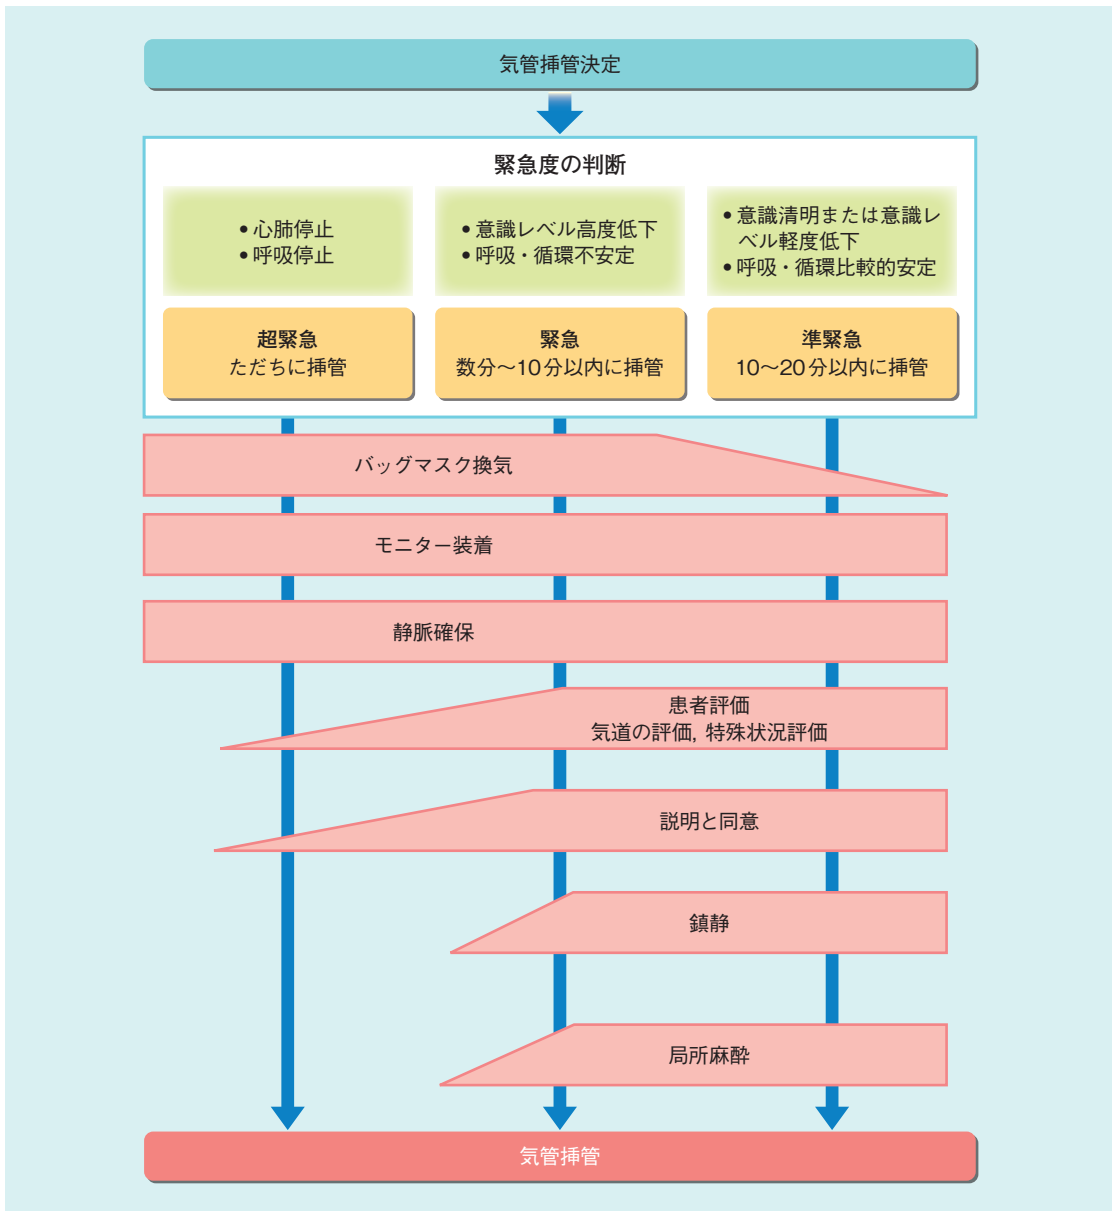 気管挿管決定
緊急度の判断
•心肺停止
•呼吸停止
•意識レベル高度低下
•呼吸・循環不安定
•意識清明または意識レ
ベル軽度低下
•呼吸・循環比較的安定
超緊急
ただちに挿管
緊急
数分～10分以内に挿管
準緊急
10～20分以内に挿管
バッグマスク換気
モニター装着
静脈確保
患者評価
気道の評価, 特殊状況評価
説明と同意
鎮静
局所麻酔
気管挿管